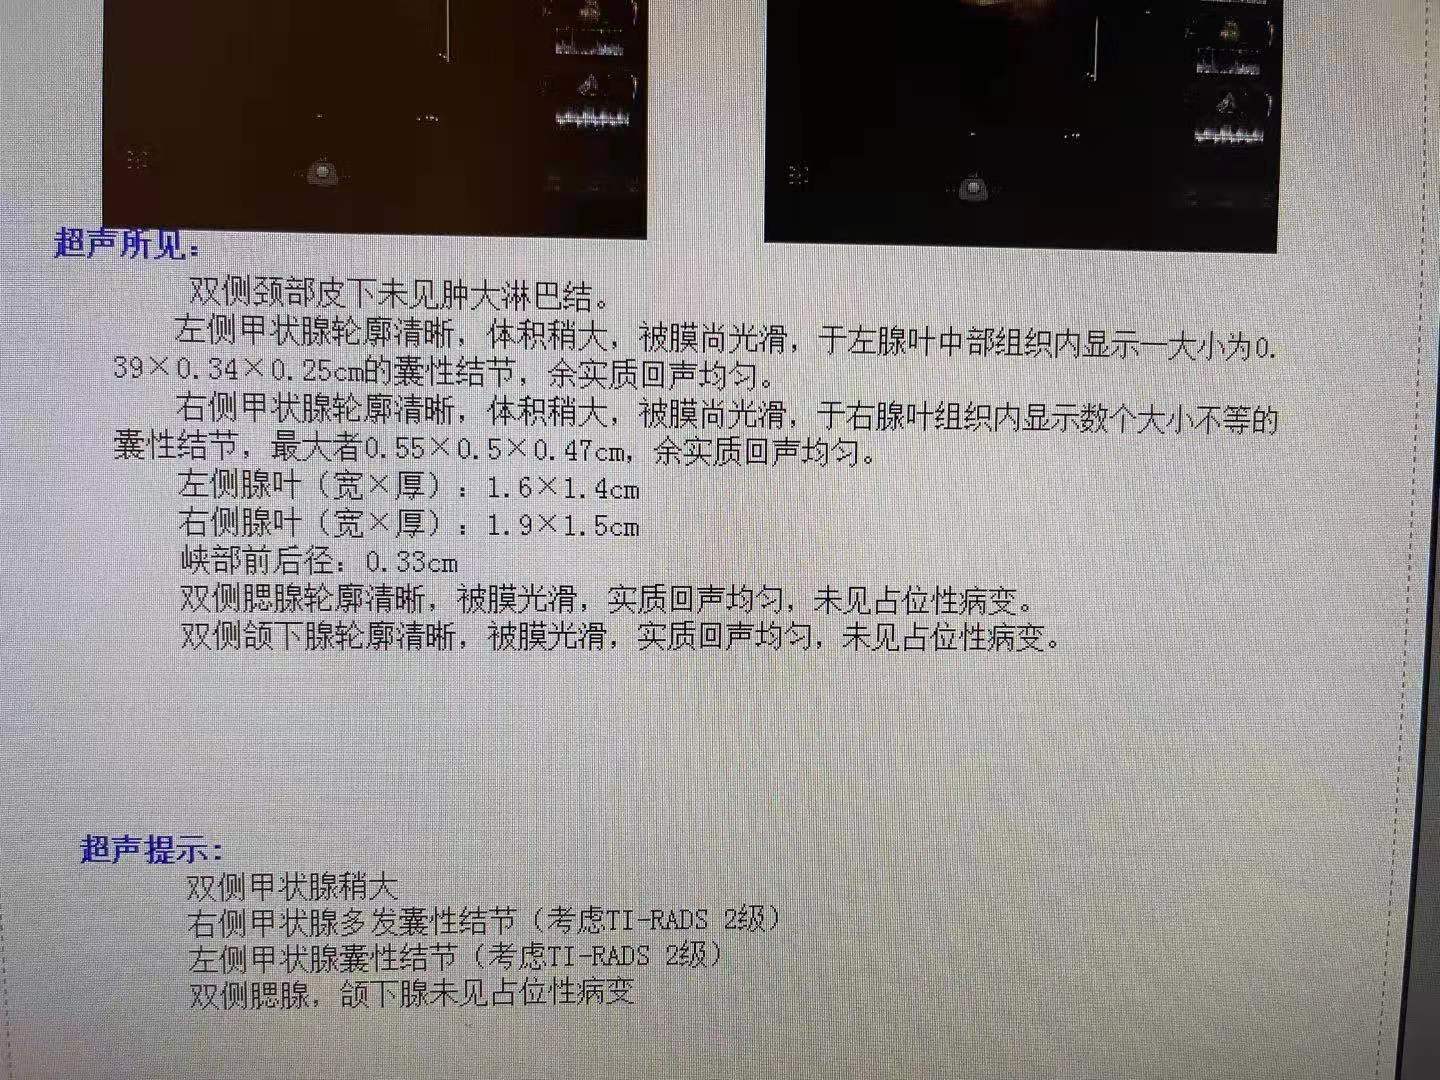 超声所见：
双侧颈部皮下未见肿大淋巴结。
左侧甲状腺轮廓清晰，体积稍大，被膜尚光滑，于左腺叶中部组织内显示一大小为0.
39×0.34×0.25cm的囊性结节，余实质回声均匀。
右侧甲状腺轮廓清晰，体积稍大，被膜尚光滑，于右腺叶组织内显示数个大小不等的
囊性结节，最大者0.55×0.5×0.47cm，余实质回声均匀。
左侧腺叶（宽×厚）：1.6×1.4cm
右侧腺叶（宽×厚）：1.9×1.5cm
峡部前后径：0.33cm
双侧腮腺轮廓清晰，被膜光滑，实质回声均匀，未见占位性病变。
双侧颌下腺轮廓清晰，被膜光滑，实质回声均匀，未见占位性病变。
超声提示：
双侧甲状腺稍大
右侧甲状腺多发囊性结节（考虑TI-RADS 2级）
左侧甲状腺囊性结节（考虑TI-RADS 2级）
双侧腮腺，颌下腺未见占位性病变